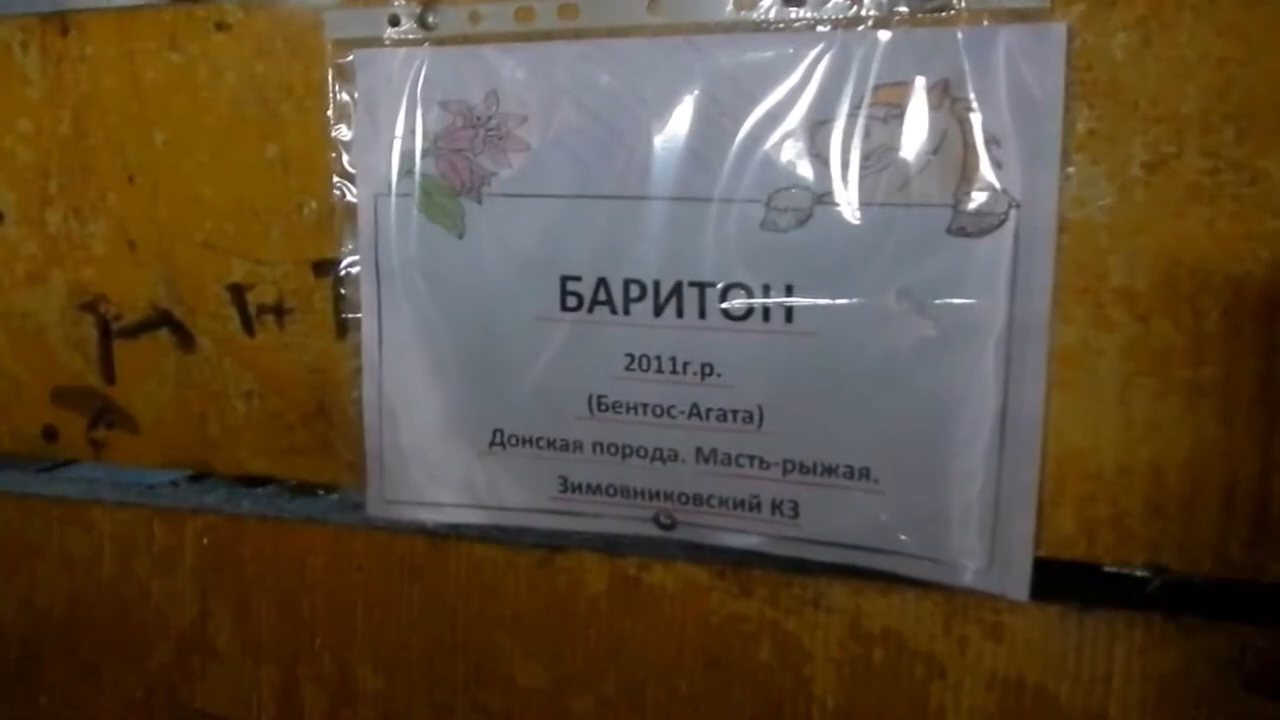 БАРИТОН
2011г.р.
(Бентос-Агата)
Донская порода. Масть-рыжая.
Зимовниковский КЗ